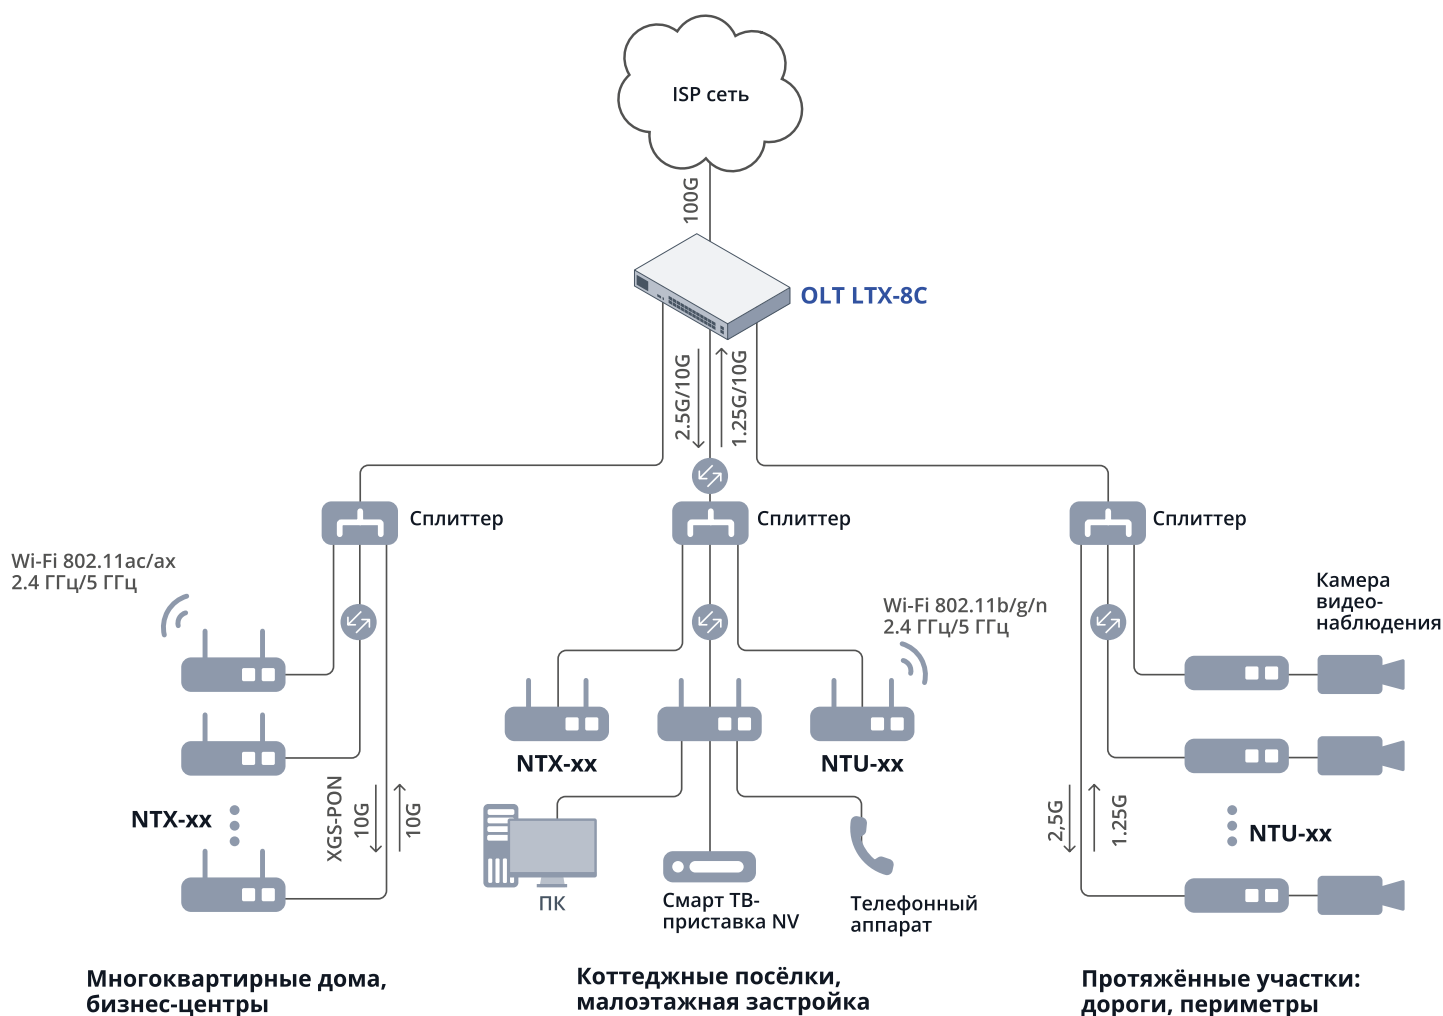 ISP сеть
100G
OLT LTX-8C
2.5G/10G
1.25G/10G
Сплиттер
Сплиттер
Сплиттер
Wi-Fi 802.11ac/ax
2.4 ГГц/5 ГГц
Wi-Fi 802.11b/g/n
2.4 ГГц/5 ГГц
Камера
видео-
наблюдения
NTX-xx
NTU-xx
NTX-xx
XGS-PON
10G
10G
2,5G
1.25G
NTU-xx
ПК
Смарт ТВ-
приставка NV
Телефонный
аппарат
Многоквартирные дома,
бизнес-центры
Коттеджные посёлки,
малоэтажная застройка
Протяжённые участки:
дороги, периметры